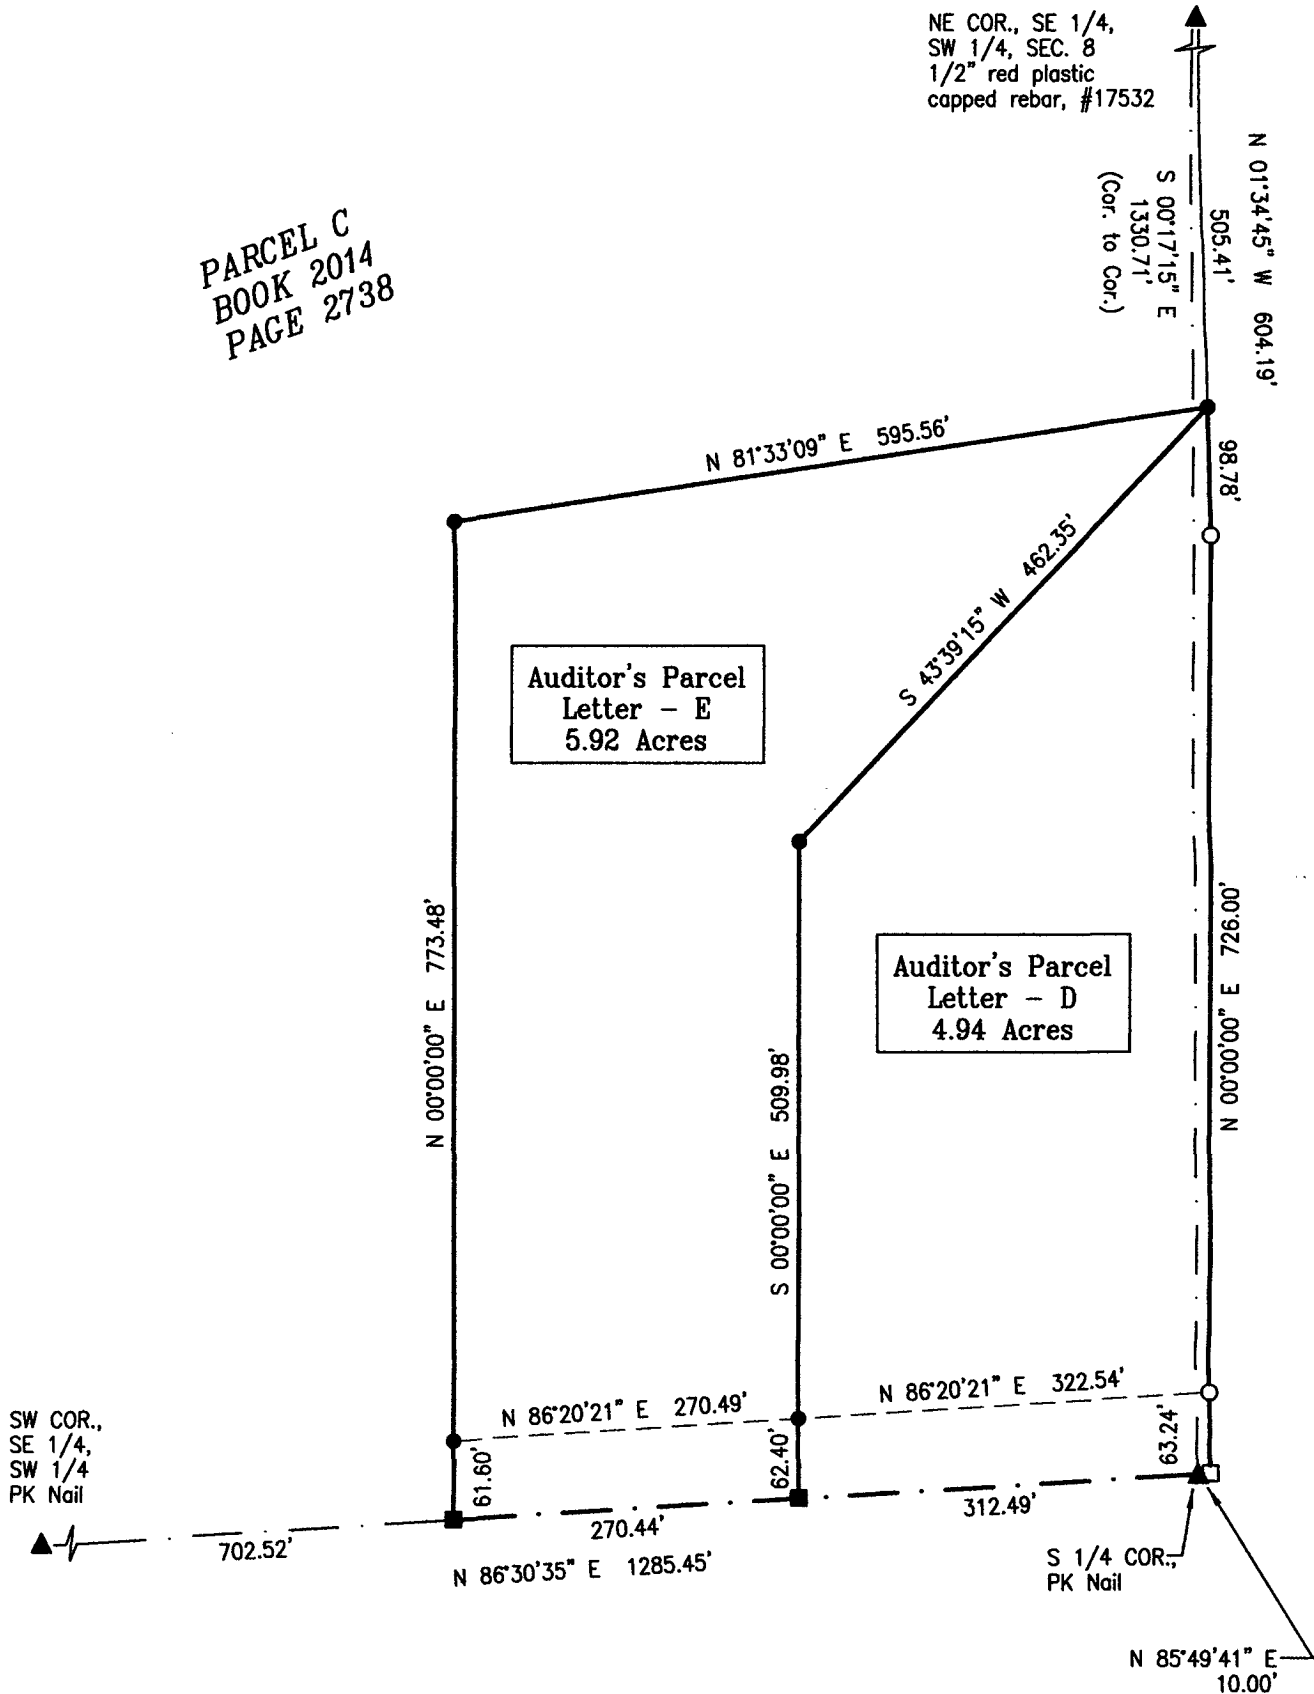 NE COR., SE 1/4,
SW 1/4, SEC. 8
1/2" red plastic
capped rebar, #17532
N 01°34'45" W 604.19'
505.41'
S 00°17'15" E
1330.71'
(Cor. to Cor.)
PARCEL C
BOOK 2014
PAGE 2738
N 81°33'09" E 595.56'
98.78'
S 43°39'15" W 462.35'
Auditor's Parcel
Letter - E
5.92 Acres
N 00°00'00" E 773.48'
Auditor's Parcel
Letter - D
4.94 Acres
N 00°00'00" E 726.00'
S 00°00'00" E 509.98'
N 86°20'21" E 270.49'
N 86°20'21" E 322.54'
SW COR.,
SE 1/4,
SW 1/4
PK Nail
61.60'
62.40'
63.24'
702.52'
270.44'
312.49'
N 86°30'35" E 1285.45'
S 1/4 COR.,
PK Nail
N 85°49'41" E
10.00'